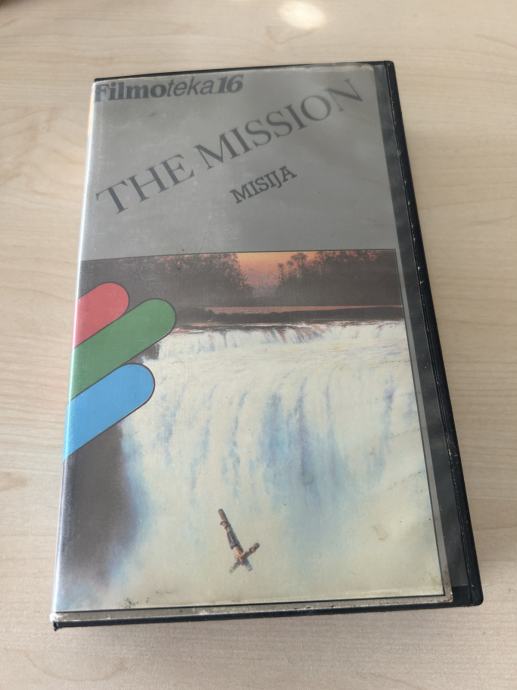 Filmoteka16
THE MISSION
MISIJA